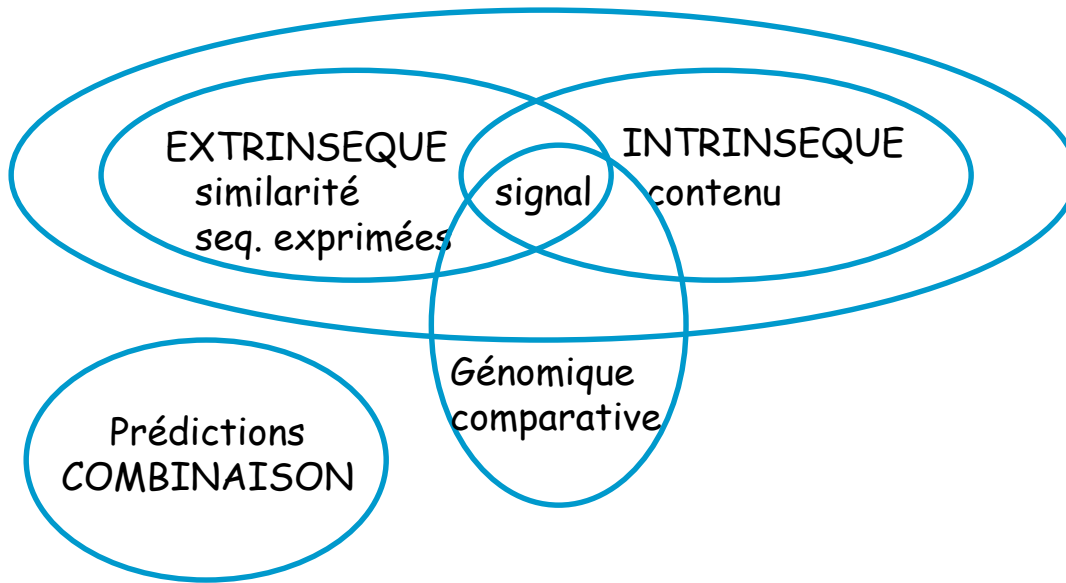 EXTRINSEQUE
similarité
seq. exprimées
signal
INTRINSEQUE
contenu
Génomique
comparative
Prédictions
COMBINAISON